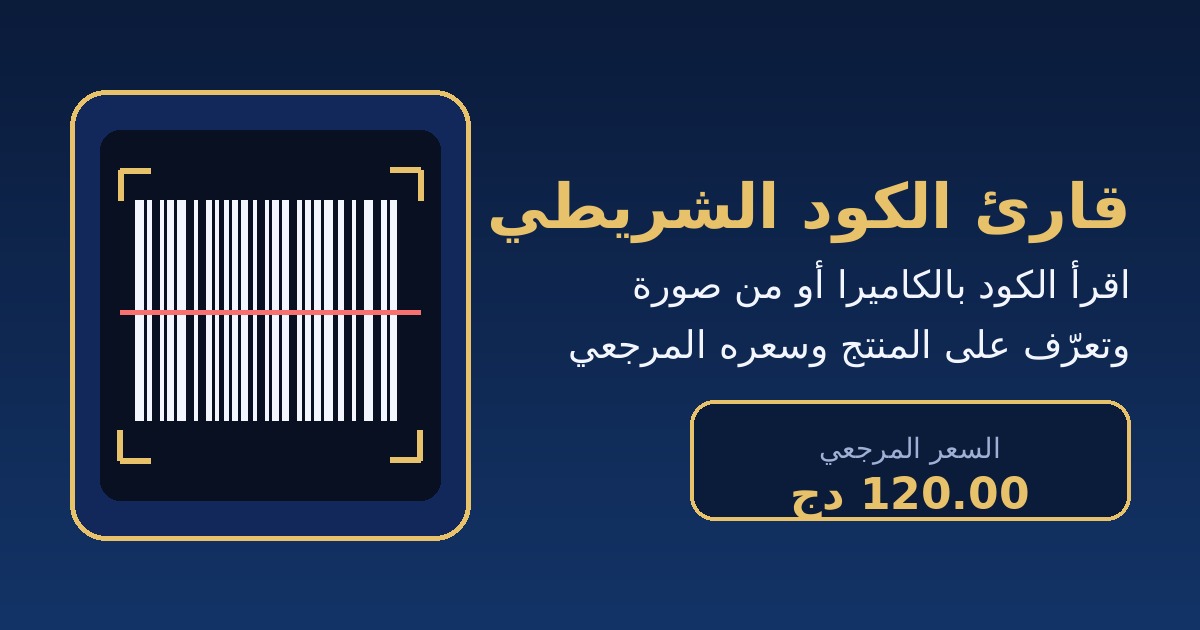 قارئ الكود الشريطي
اقرأ الكود بالكاميرا أو من صورة
وتعرّف على المنتج وسعره المرجعي
السعر المرجعي
120.00 دج